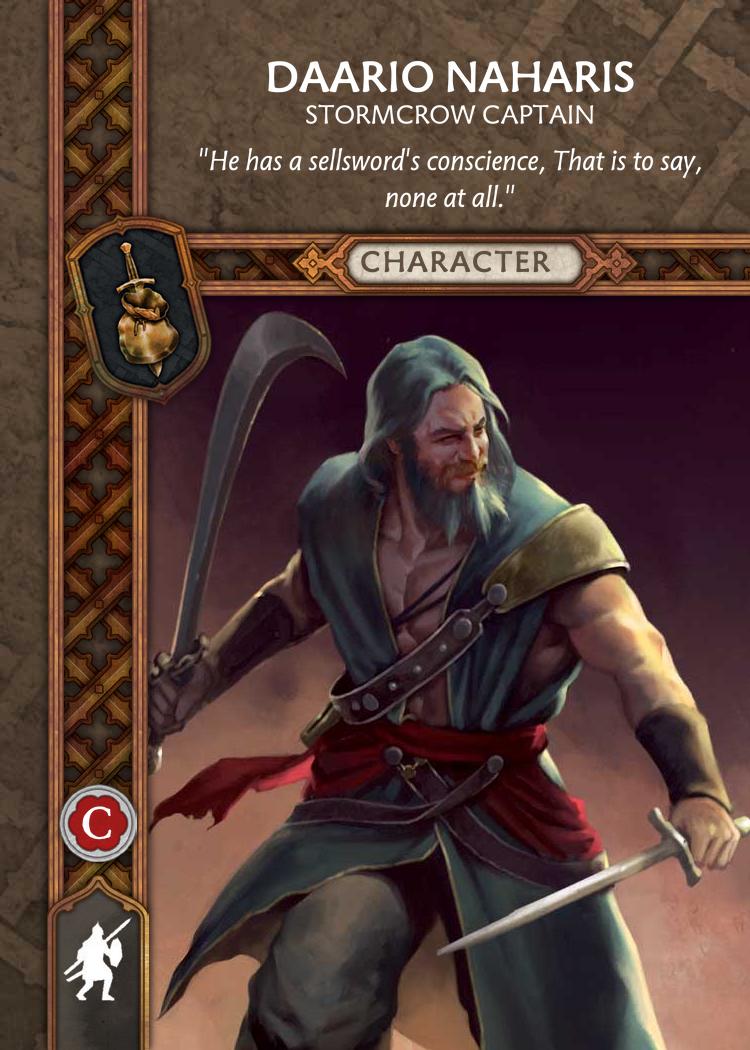 DAARIO NAHARIS
STORMCROW CAPTAIN
"He has a sellsword's conscience, That is to say,
none at all."
CHARACTER
C